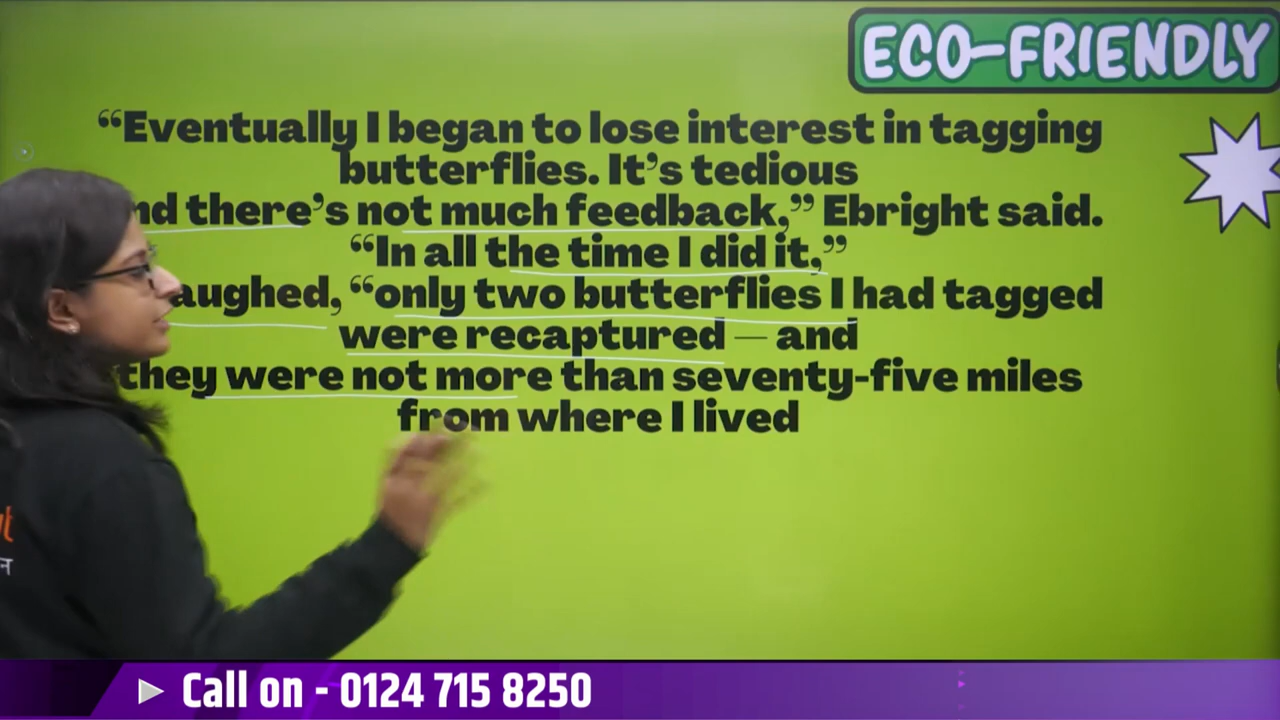 ECO-FRIENDLY
“Eventually I began to lose interest in tagging
butterflies. It’s tedious
there’s not much feedback,” Ebright said.
“In all the time I did it,”
“only two butterflies I had tagged
were recaptured — and
they were not more than seventy-five miles
from where I lived
Call on - 0124 715 8250